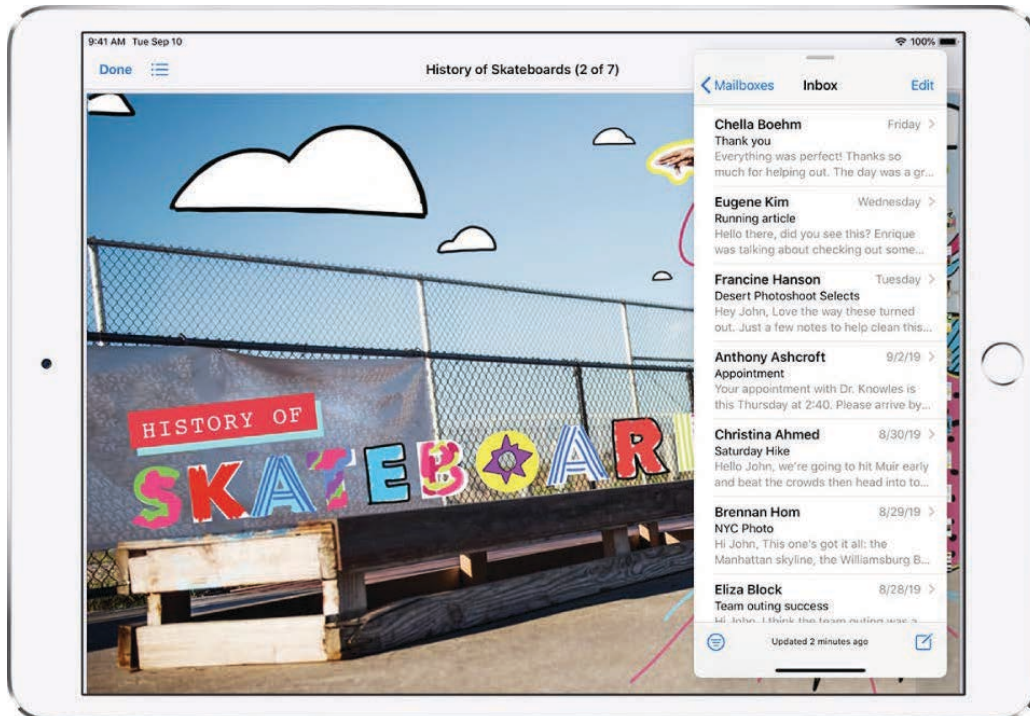 9:41 AM Tue Sep 10
100%
Done
History of Skateboards (2 of 7)
HISTORY OF
SKATEBOAR
Mailboxes
Inbox
Edit
Chella Boehm
Friday
Thank you
Everything was perfect! Thanks so
much for helping out. The day was a gr...
Eugene Kim
Wednesday
Running article
Hello there, did you see this? Enrique
was talking about checking out some...
Francine Hanson
Tuesday
Desert Photoshoot Selects
Hey John, Love the way these turned
out. Just a few notes to help clean this...
Anthony Ashcroft
9/2/19
Appointment
Your appointment with Dr. Knowles is
this Thursday at 2:40. Please arrive by...
Christina Ahmed
8/30/19
Saturday Hike
Hello John, we're going to hit Muir early
and beat the crowds then head into to...
Brennan Hom
8/29/19
NYC Photo
Hi John, This one's got it all: the
Manhattan skyline, the Williamsburg B...
Eliza Block
8/28/19
Team outing success
Hi John, I think the team outing was a
Updated 2 minutes ago